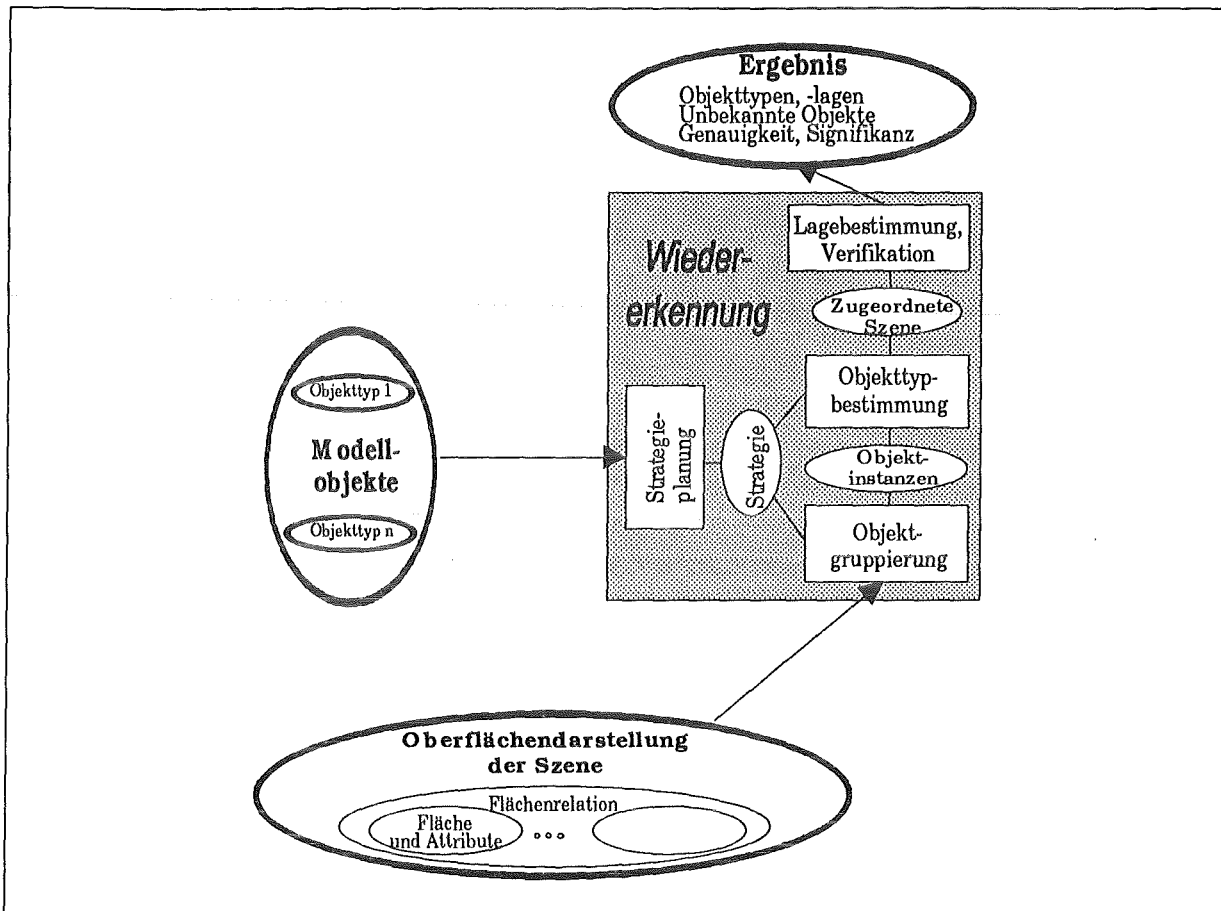 Ergebnis
Objekttypen, -lagen
Unbekannte Objekte
Genauigkeit, Signifikanz
Wieder-
erkennung
Lagebestimmung,
Verifikation
Zugeordnete
Szene
Objekttyp-
bestimmung
Objekt-
instanzen
Objekt-
gruppierung
Strategie-
planung
Strategie
Objekttyp 1
Modell-
objekte
Objekttyp n
Oberflächendarstellung
der Szene
Flächenrelation
Fläche
und Attribute